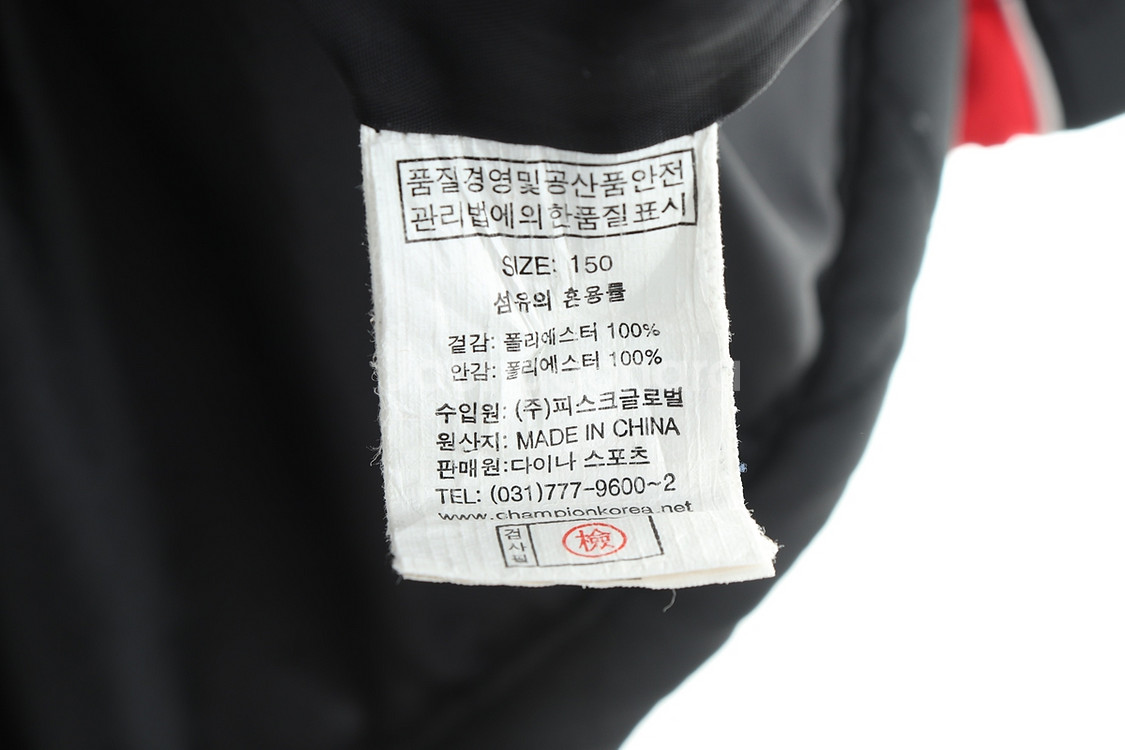 품질경영및공산품안전
관리법에의한품질표시
SIZE: 150
섬유의 혼용률
겉감: 폴리에스터 100%
안감: 폴리에스터 100%
수입원: (주)피스크글로벌
원산지: MADE IN CHINA
판매원:다이나 스포츠
TEL: (031)777-9600~2
www.championkorea.net
검사필
檢